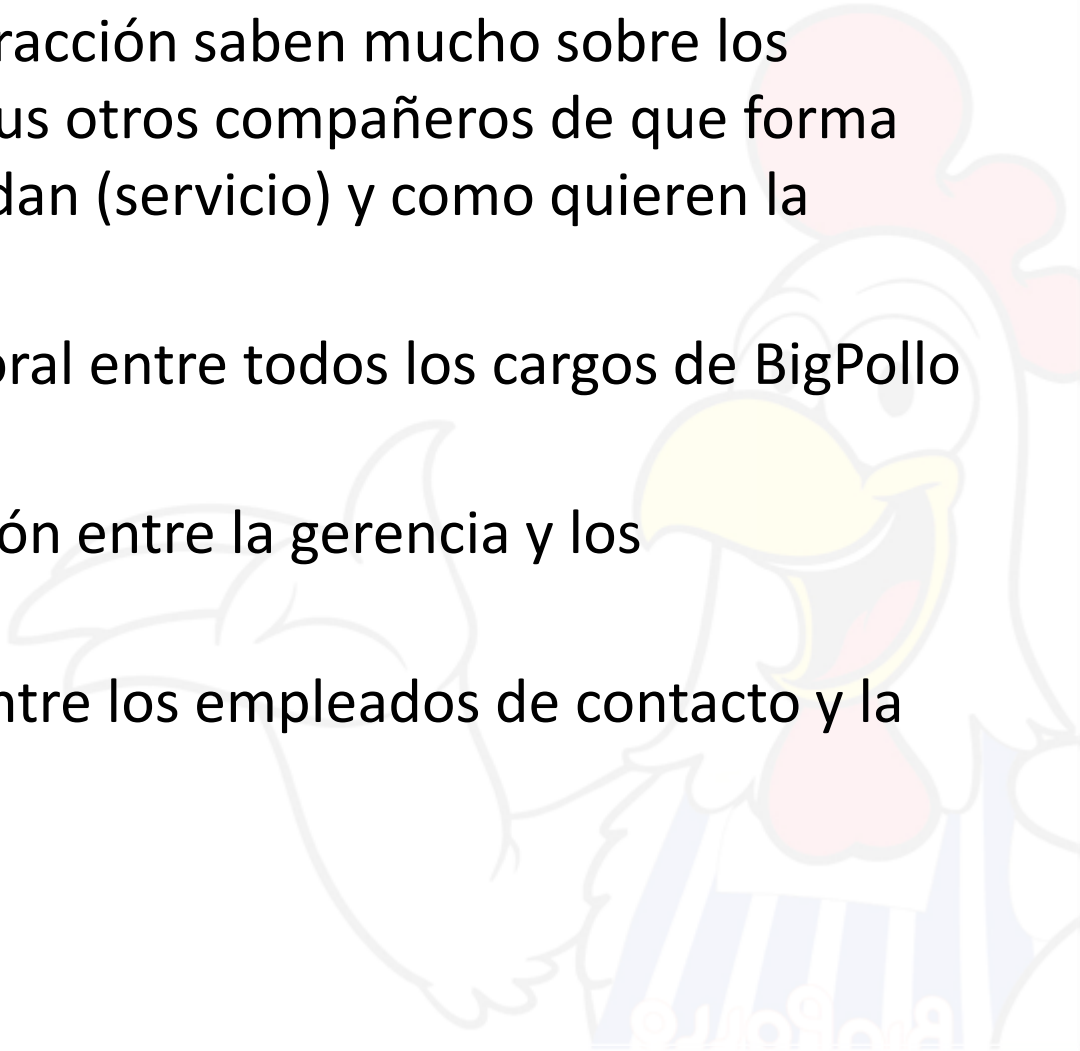 racción saben mucho sobre los
us otros compañeros de que forma
dan (servicio) y como quieren la
oral entre todos los cargos de BigPollo
ón entre la gerencia y los
ntre los empleados de contacto y la
BigPollo